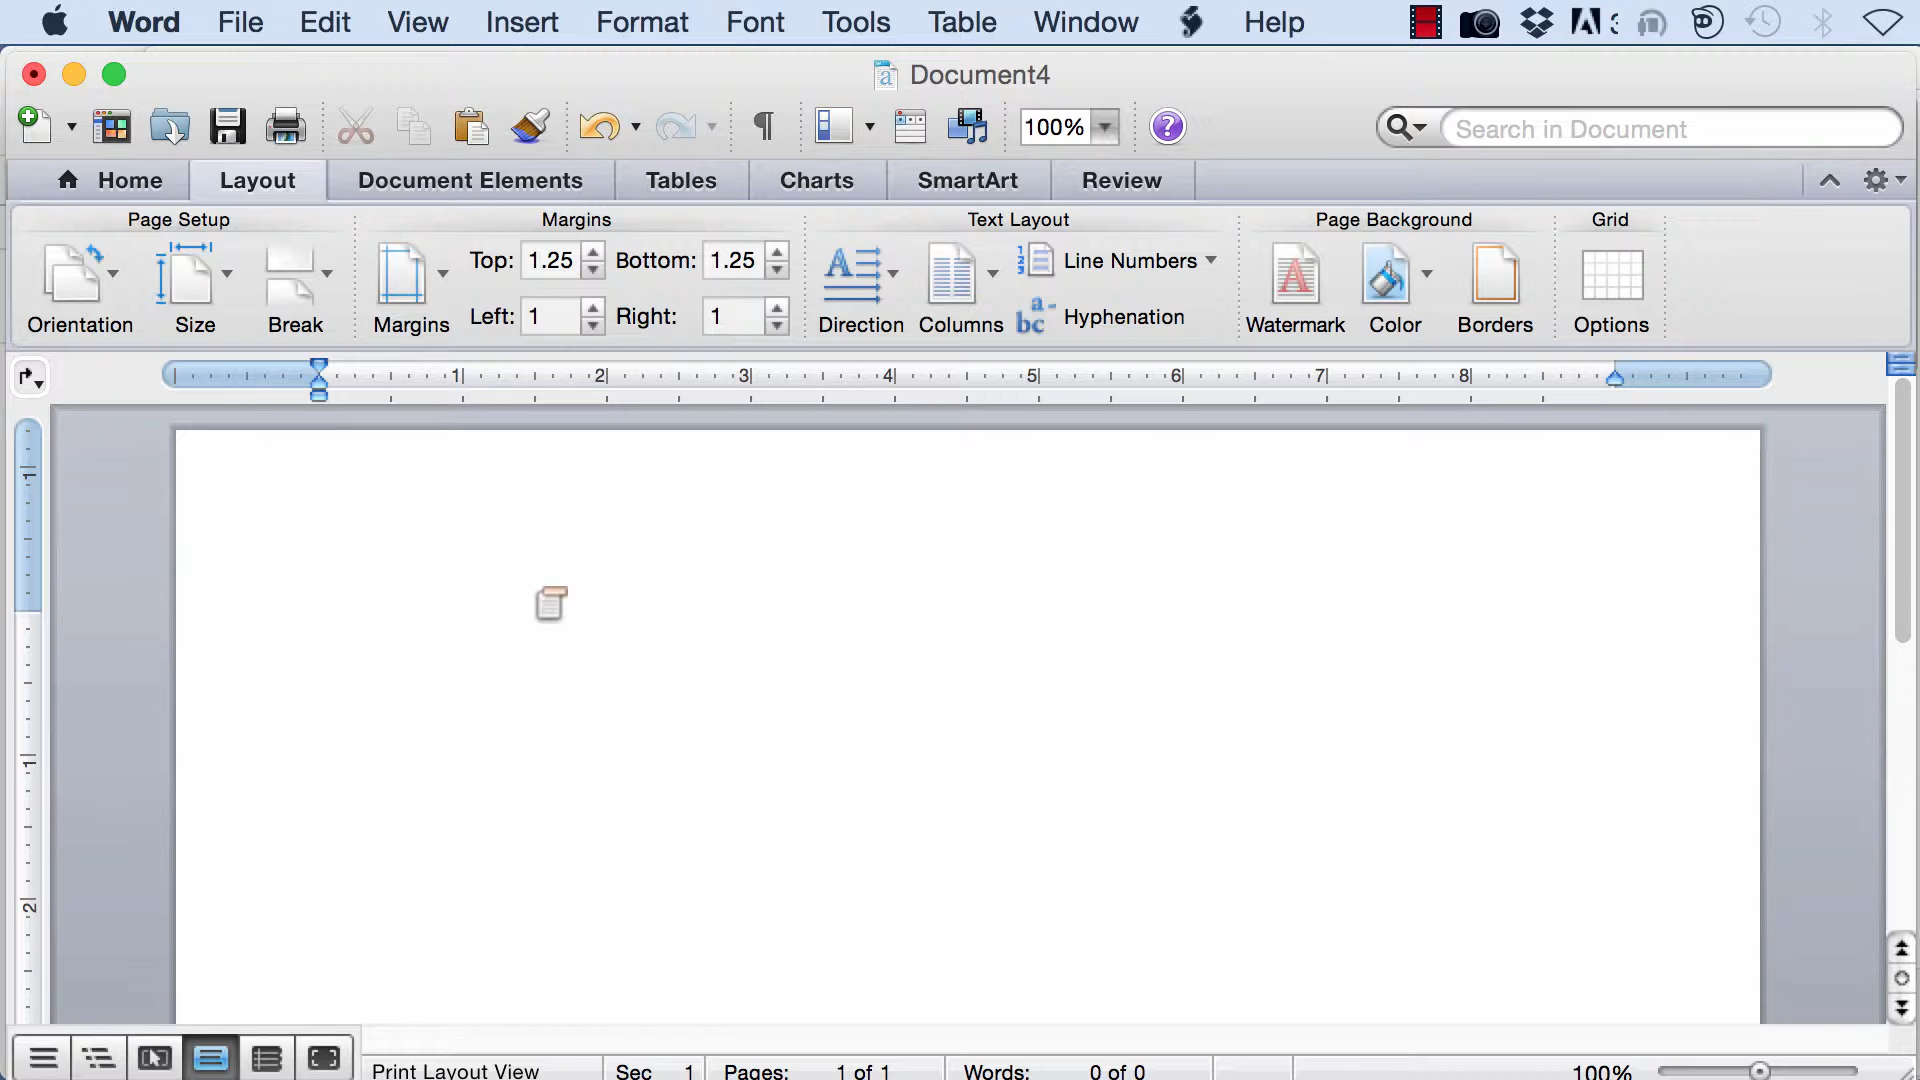 Word File Edit View Insert Format Font Tools Table Window Help
Document4
100% ? Search in Document
Home Layout Document Elements Tables Charts SmartArt Review
Page Setup Margins Text Layout Page Background Grid
Top: 1.25 Bottom: 1.25 Line Numbers
Left: 1 Right: 1 Hyphenation
Orientation Size Break Margins Direction Columns Watermark Color Borders Options
1 2 3 4 5 6 7 8
1
1
2
Print Layout View Sec 1 Pages: 1 of 1 Words: 0 of 0 100%